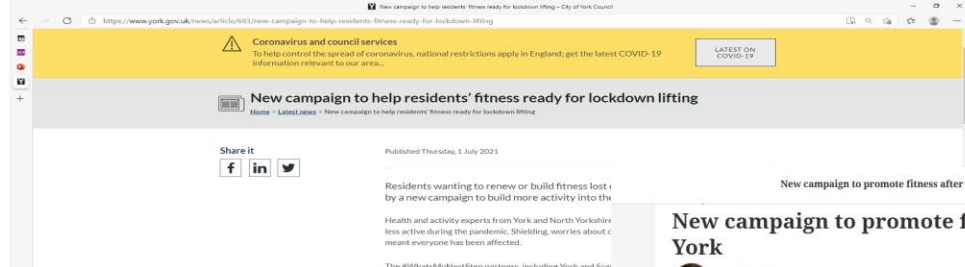 New campaign to help residents' fitness ready for lockdown lifting – City of York Council
https://www.york.gov.uk/news/article/683/new-campaign-to-help-residents-fitness-ready-for-lockdown-lifting
Coronavirus and council services
To help control the spread of coronavirus, national restrictions apply in England; get the latest COVID-19
information relevant to our area...
LATEST ON
COVID-19
New campaign to help residents' fitness ready for lockdown lifting
Home > Latest news > New campaign to help residents' fitness ready for lockdown lifting
Share it
Published Thursday, 1 July 2021
Residents wanting to renew or build fitness lost
by a new campaign to build more activity into the
Health and activity experts from York and North Yorkshire
less active during the pandemic. Shielding, worries about
meant everyone has been affected.
The #WhatsMyNextStep partners, including York and
New campaign to promote fitness after
New campaign to promote f
York